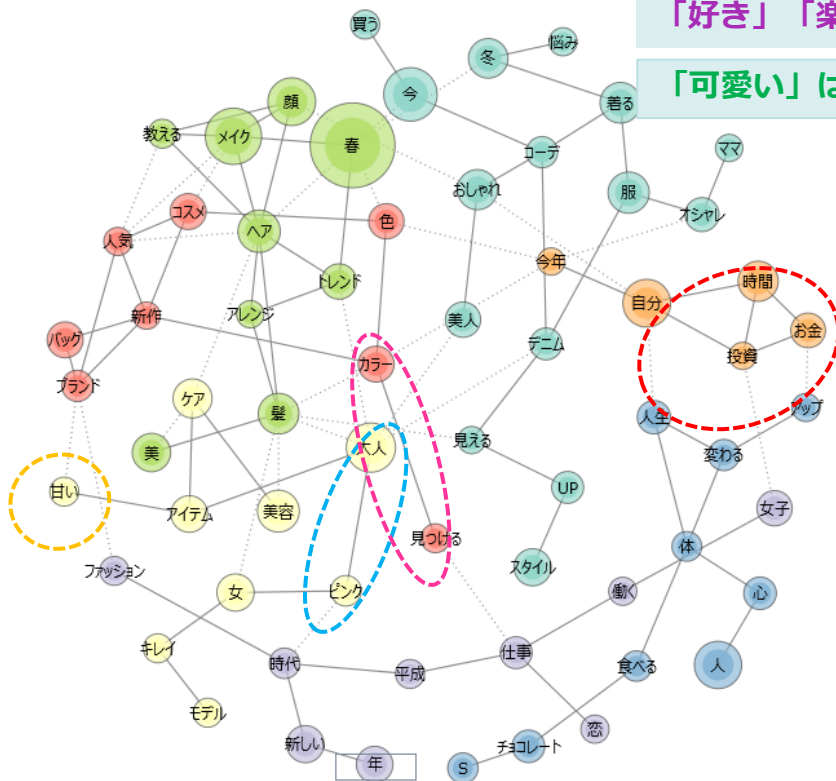 「好き」「楽
「可愛い」は
買う
悩み
冬
今
着る
顔
教える
メイク
春
コーデ
ママ
おしゃれ
服
オシャレ
コスメ
色
人気
ヘア
今年
時間
トレンド
自分
アレンジ
新作
美人
お金
バッグ
デニム
投資
カラー
ブランド
ケア
髪
人生
アップ
見える
大人
美
変わる
甘い
UP
アイテム
美容
女子
見つける
体
ファッション
スタイル
女
ピンク
働く
心
キレイ
時代
仕事
平成
食べる
人
モデル
恋
新しい
チョコレート
年
S